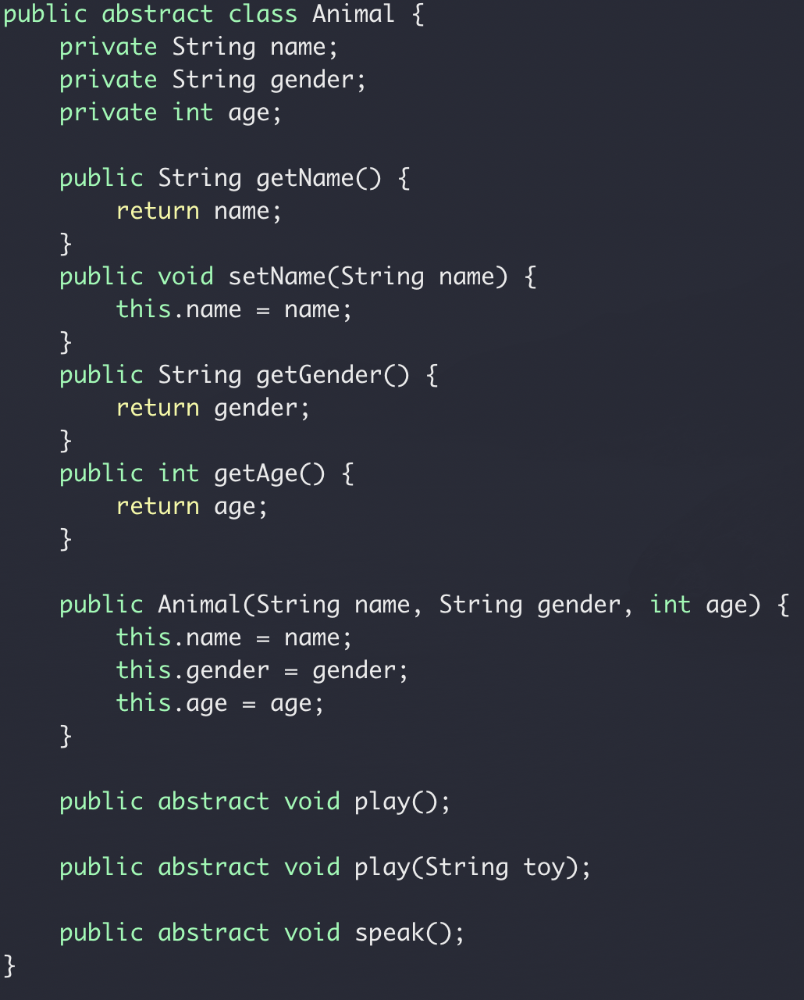 public abstract class Animal {
    private String name;
    private String gender;
    private int age;

    public String getName() {
        return name;
    }
    public void setName(String name) {
        this.name = name;
    }
    public String getGender() {
        return gender;
    }
    public int getAge() {
        return age;
    }

    public Animal(String name, String gender, int age) {
        this.name = name;
        this.gender = gender;
        this.age = age;
    }

    public abstract void play();

    public abstract void play(String toy);

    public abstract void speak();
}